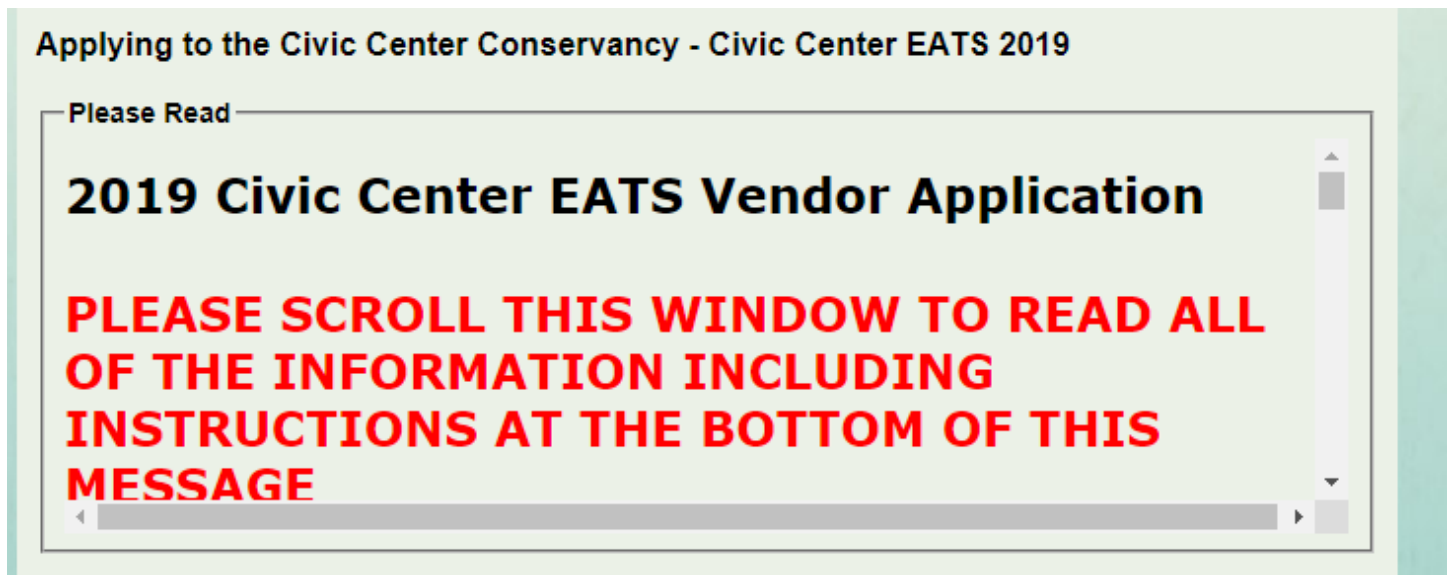 Applying to the Civic Center Conservancy - Civic Center EATS 2019
Please Read
2019 Civic Center EATS Vendor Application
PLEASE SCROLL THIS WINDOW TO READ ALL
OF THE INFORMATION INCLUDING
INSTRUCTIONS AT THE BOTTOM OF THIS
MESSAGE